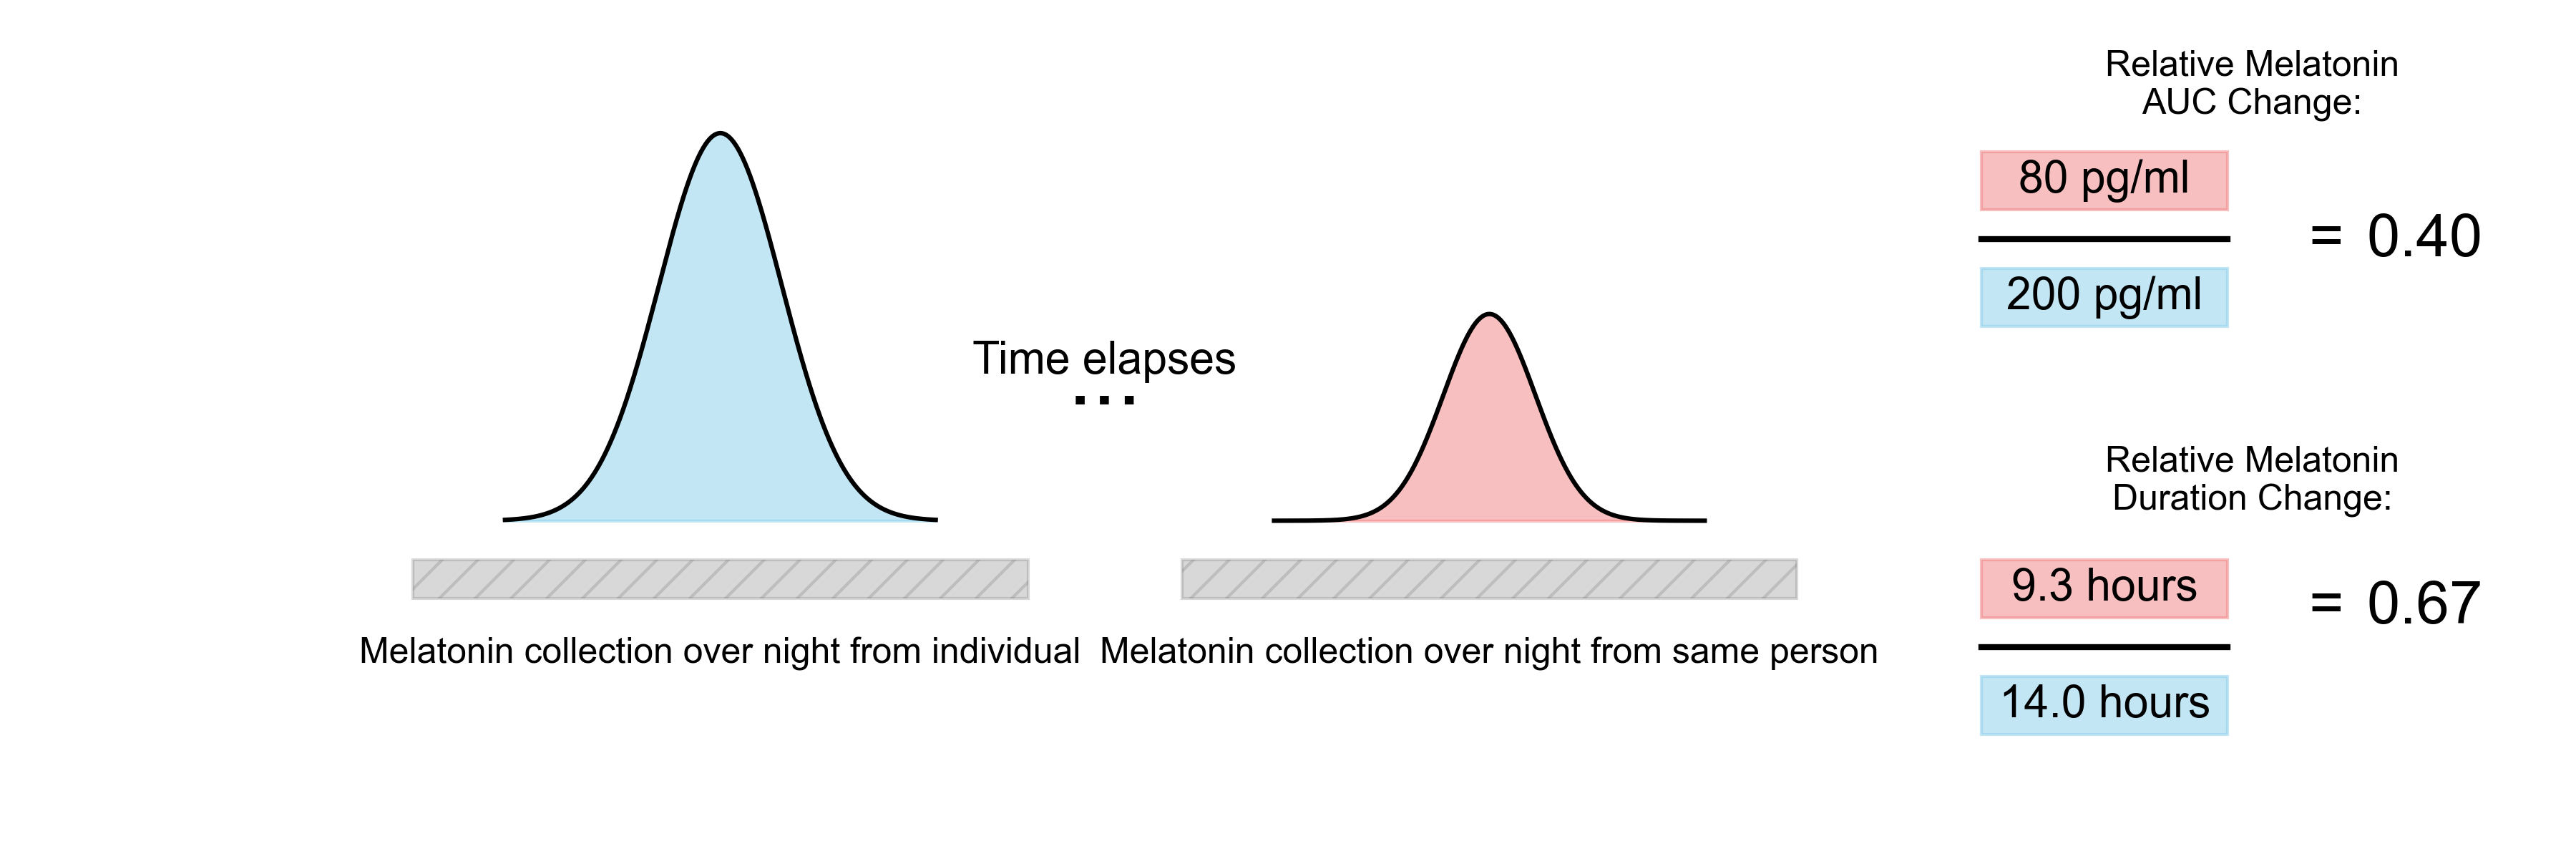 Relative Melatonin
AUC Change:
80 pg/ml
= 0.40
200 pg/ml
Time elapses
...
Relative Melatonin
Duration Change:
9.3 hours
= 0.67
14.0 hours
Melatonin collection over night from individual
Melatonin collection over night from same person